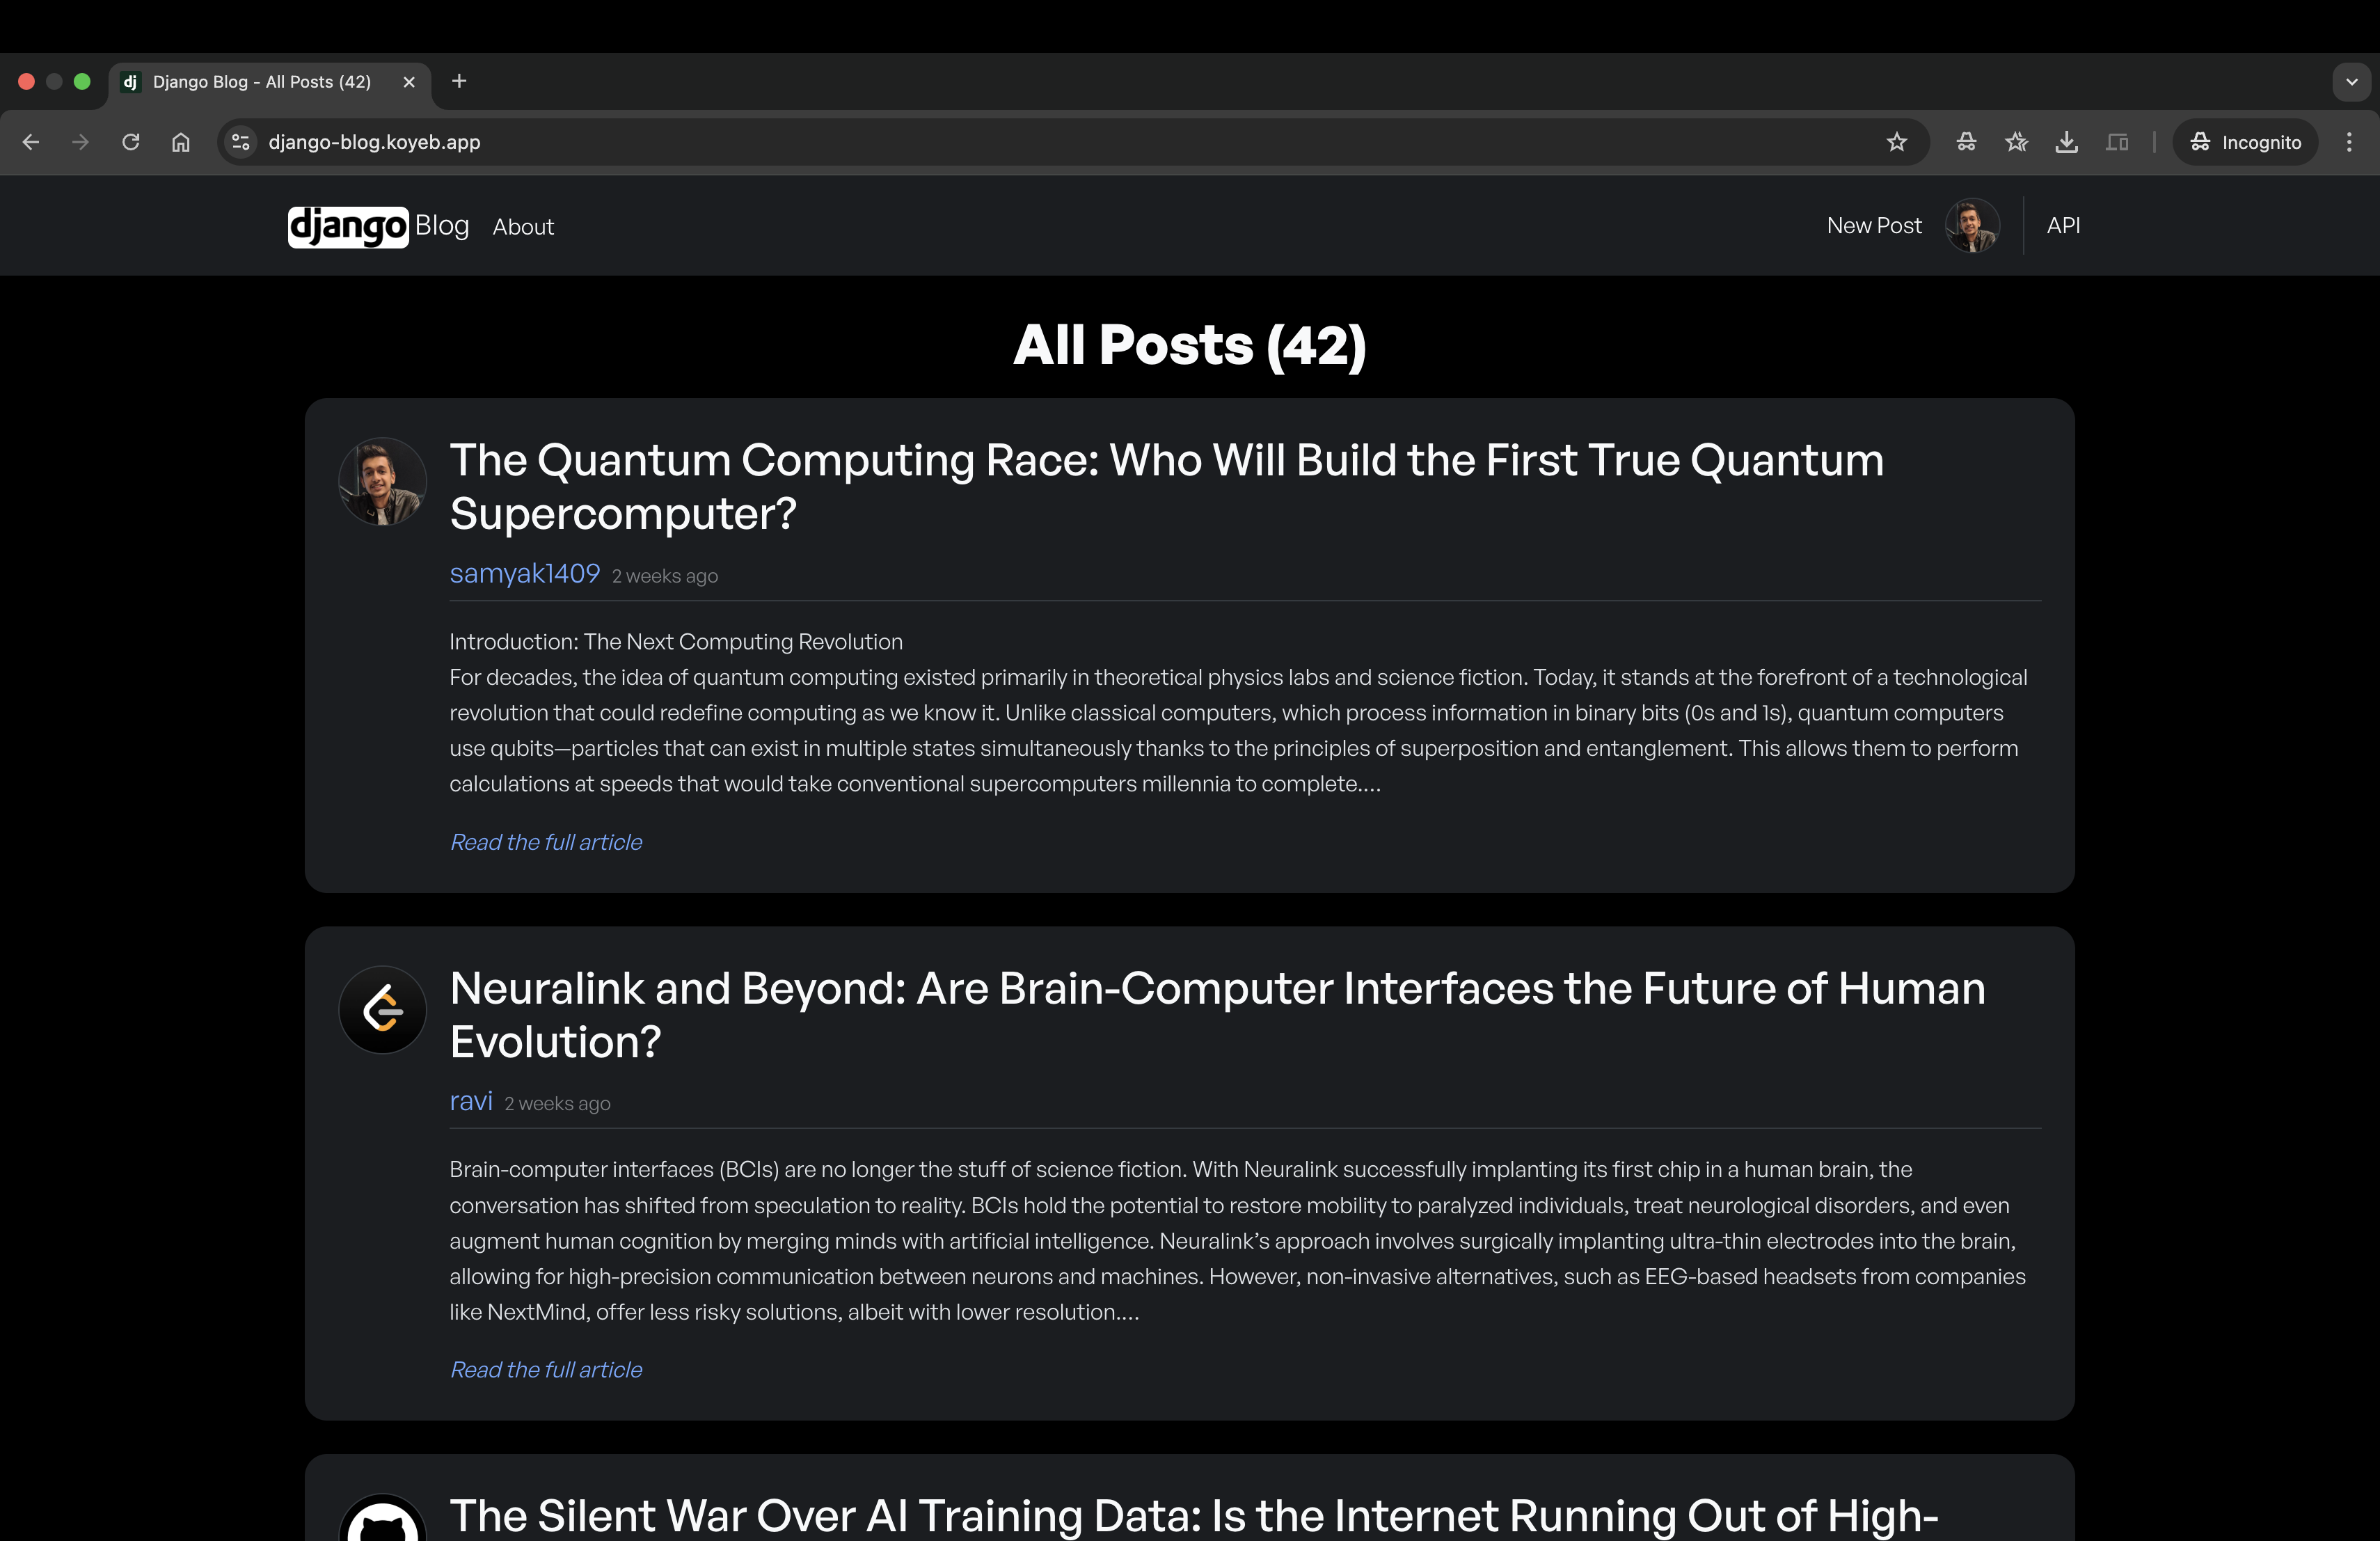 dj Django Blog - All Posts (42)
django-blog.koyeb.app
Incognito
django Blog About
New Post API
All Posts (42)
The Quantum Computing Race: Who Will Build the First True Quantum
Supercomputer?
samyak1409 2 weeks ago
Introduction: The Next Computing Revolution
For decades, the idea of quantum computing existed primarily in theoretical physics labs and science fiction. Today, it stands at the forefront of a technological
revolution that could redefine computing as we know it. Unlike classical computers, which process information in binary bits (0s and 1s), quantum computers
use qubits—particles that can exist in multiple states simultaneously thanks to the principles of superposition and entanglement. This allows them to perform
calculations at speeds that would take conventional supercomputers millennia to complete....
Read the full article
Neuralink and Beyond: Are Brain-Computer Interfaces the Future of Human
Evolution?
ravi 2 weeks ago
Brain-computer interfaces (BCIs) are no longer the stuff of science fiction. With Neuralink successfully implanting its first chip in a human brain, the
conversation has shifted from speculation to reality. BCIs hold the potential to restore mobility to paralyzed individuals, treat neurological disorders, and even
augment human cognition by merging minds with artificial intelligence. Neuralink’s approach involves surgically implanting ultra-thin electrodes into the brain,
allowing for high-precision communication between neurons and machines. However, non-invasive alternatives, such as EEG-based headsets from companies
like NextMind, offer less risky solutions, albeit with lower resolution....
Read the full article
The Silent War Over AI Training Data: Is the Internet Running Out of High-